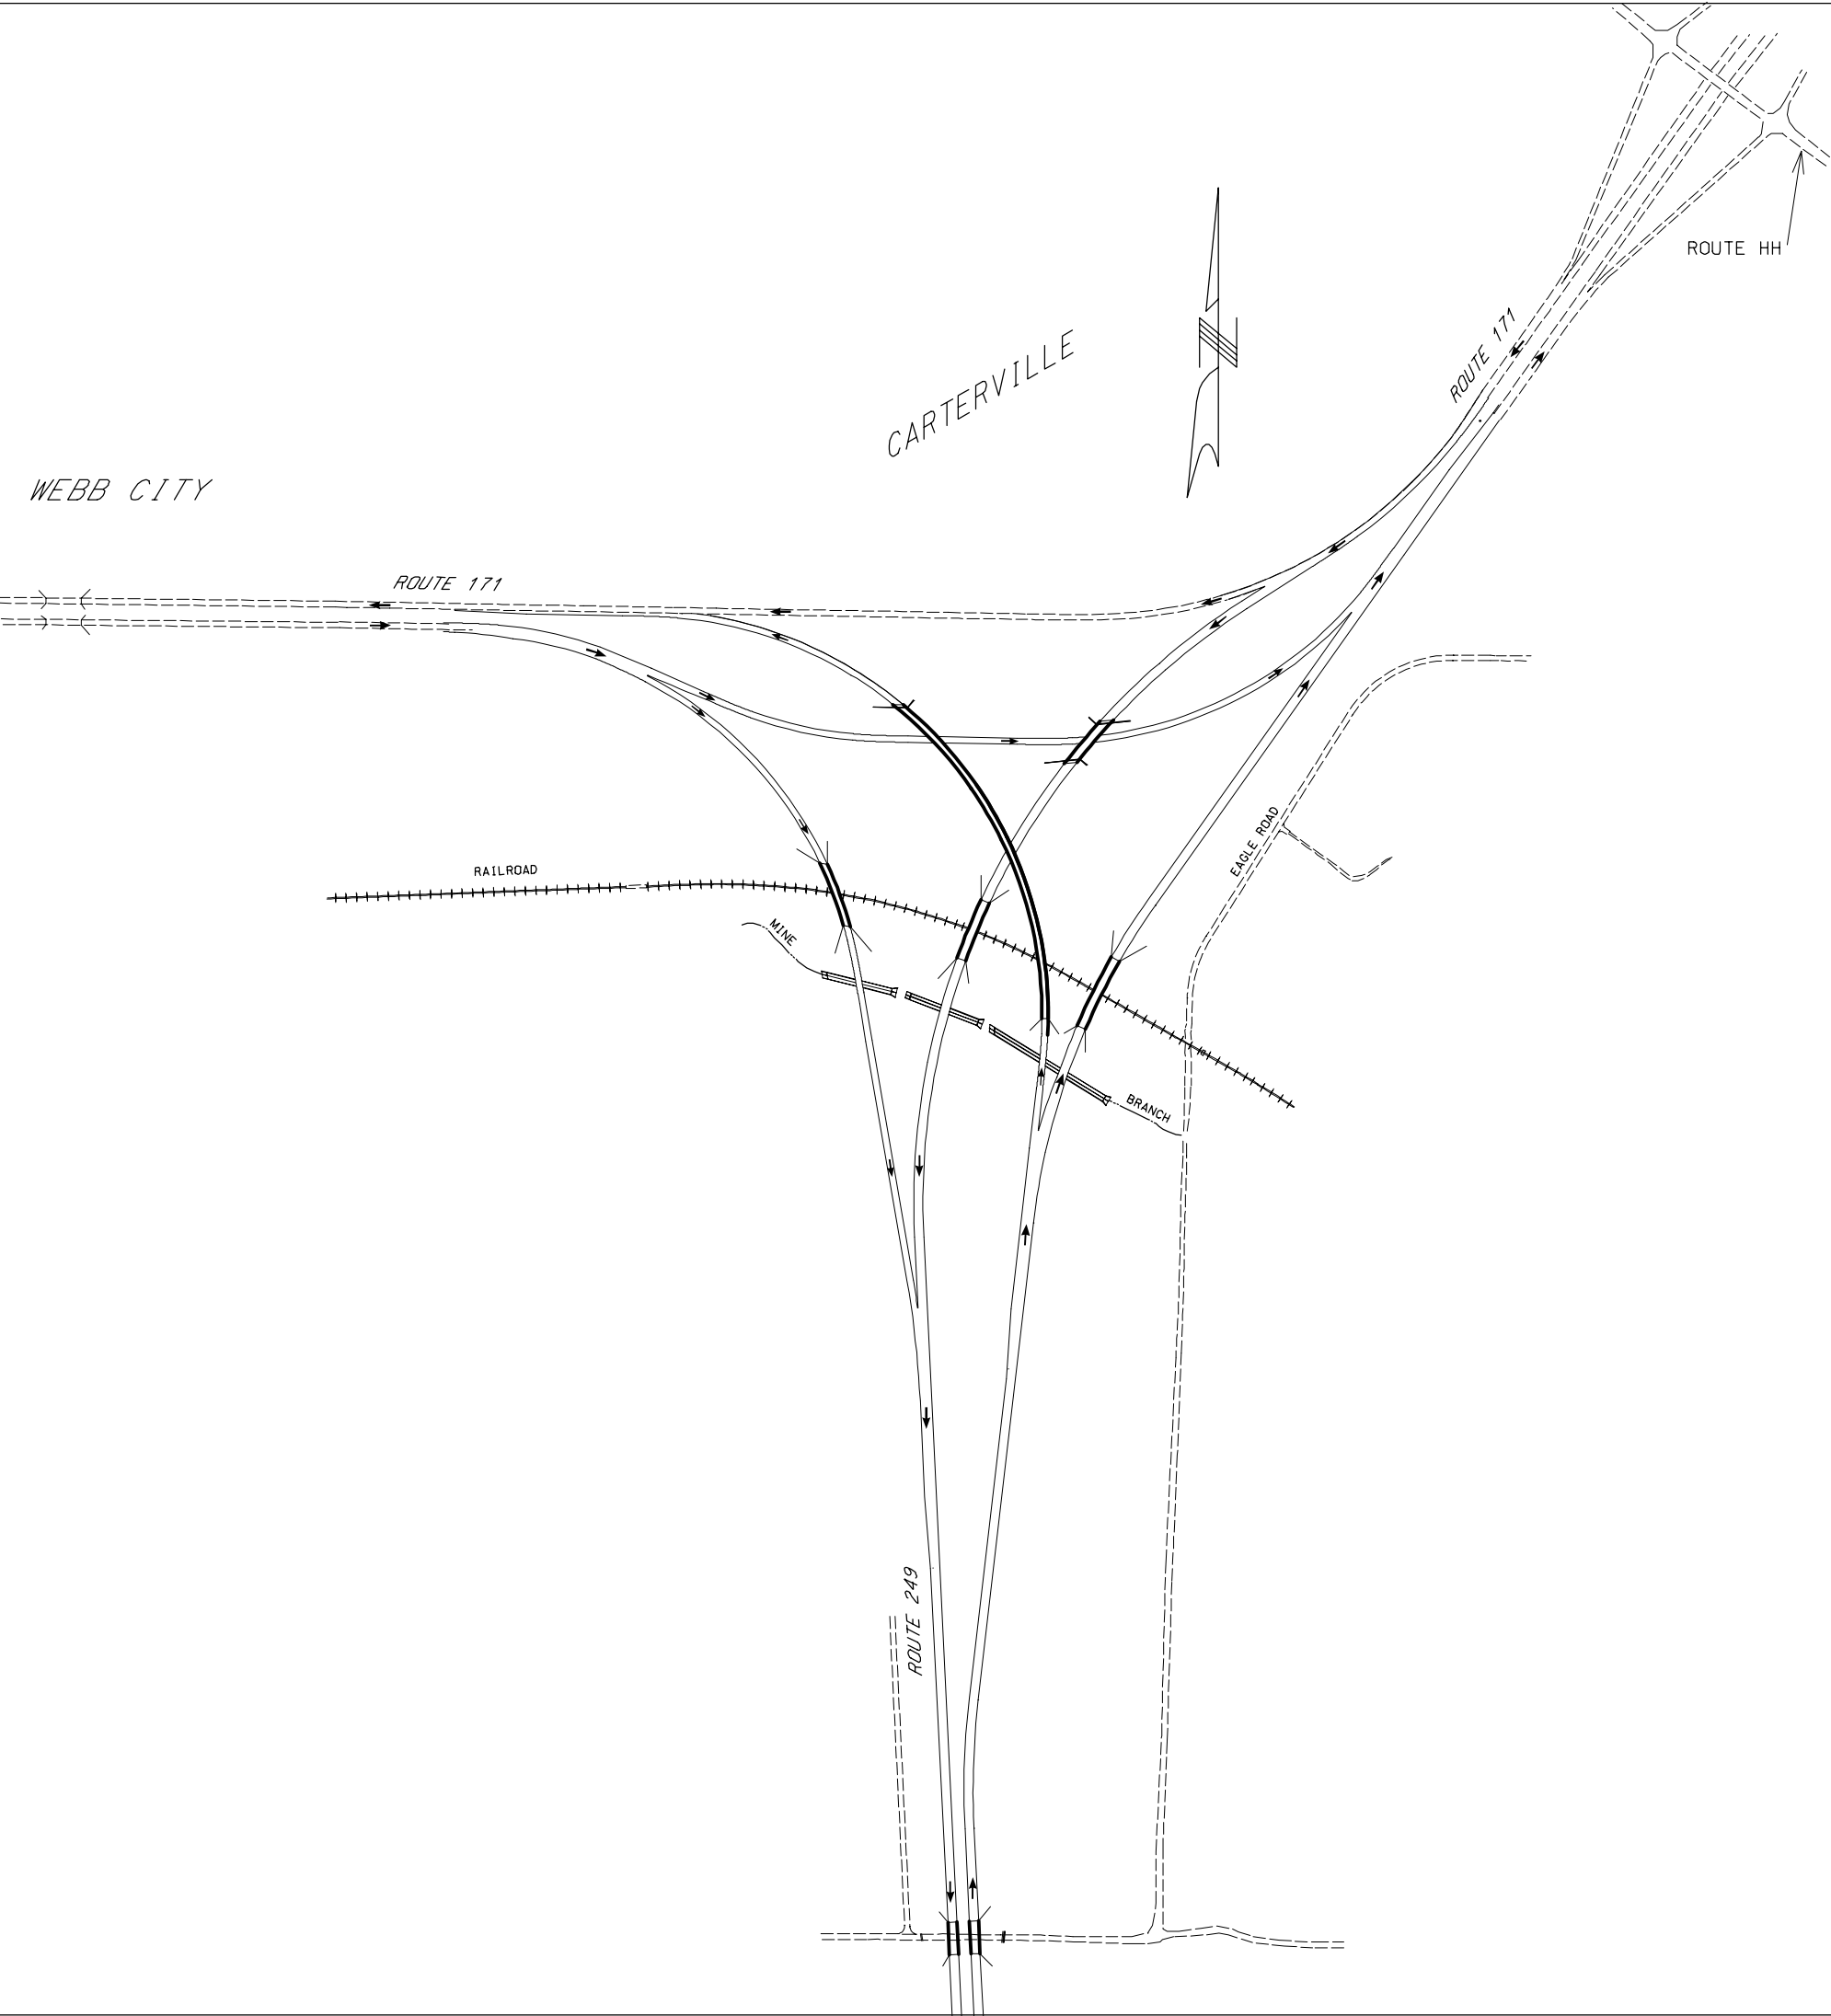 ROUTE HH
ROUTE 171
CARTERVILLE
N
WEBB CITY
ROUTE 171
EAGLE ROAD
RAILROAD
MINE
BRANCH
ROUTE 249